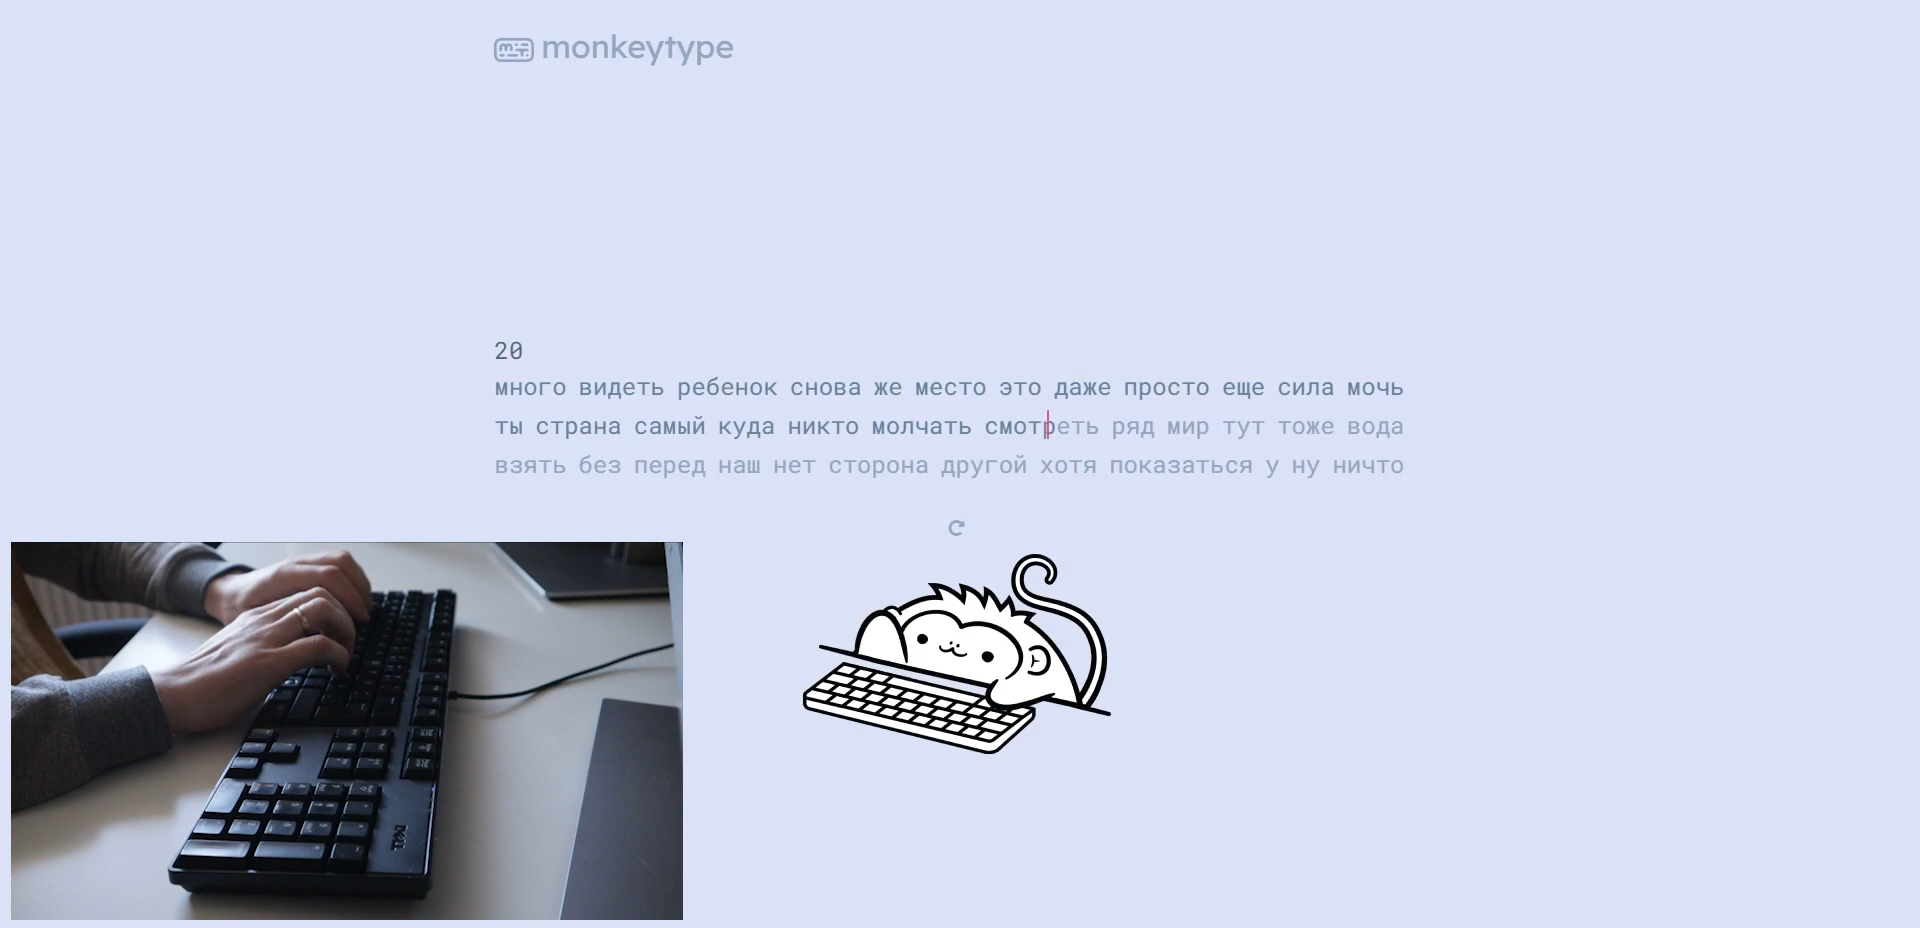 monkeytype
20
много видеть ребенок снова же место это даже просто еще сила мочь
ты страна самый куда никто молчать смотреть ряд мир тут тоже вода
взять без перед наш нет сторона другой хотя показаться у ну ничто
DELL